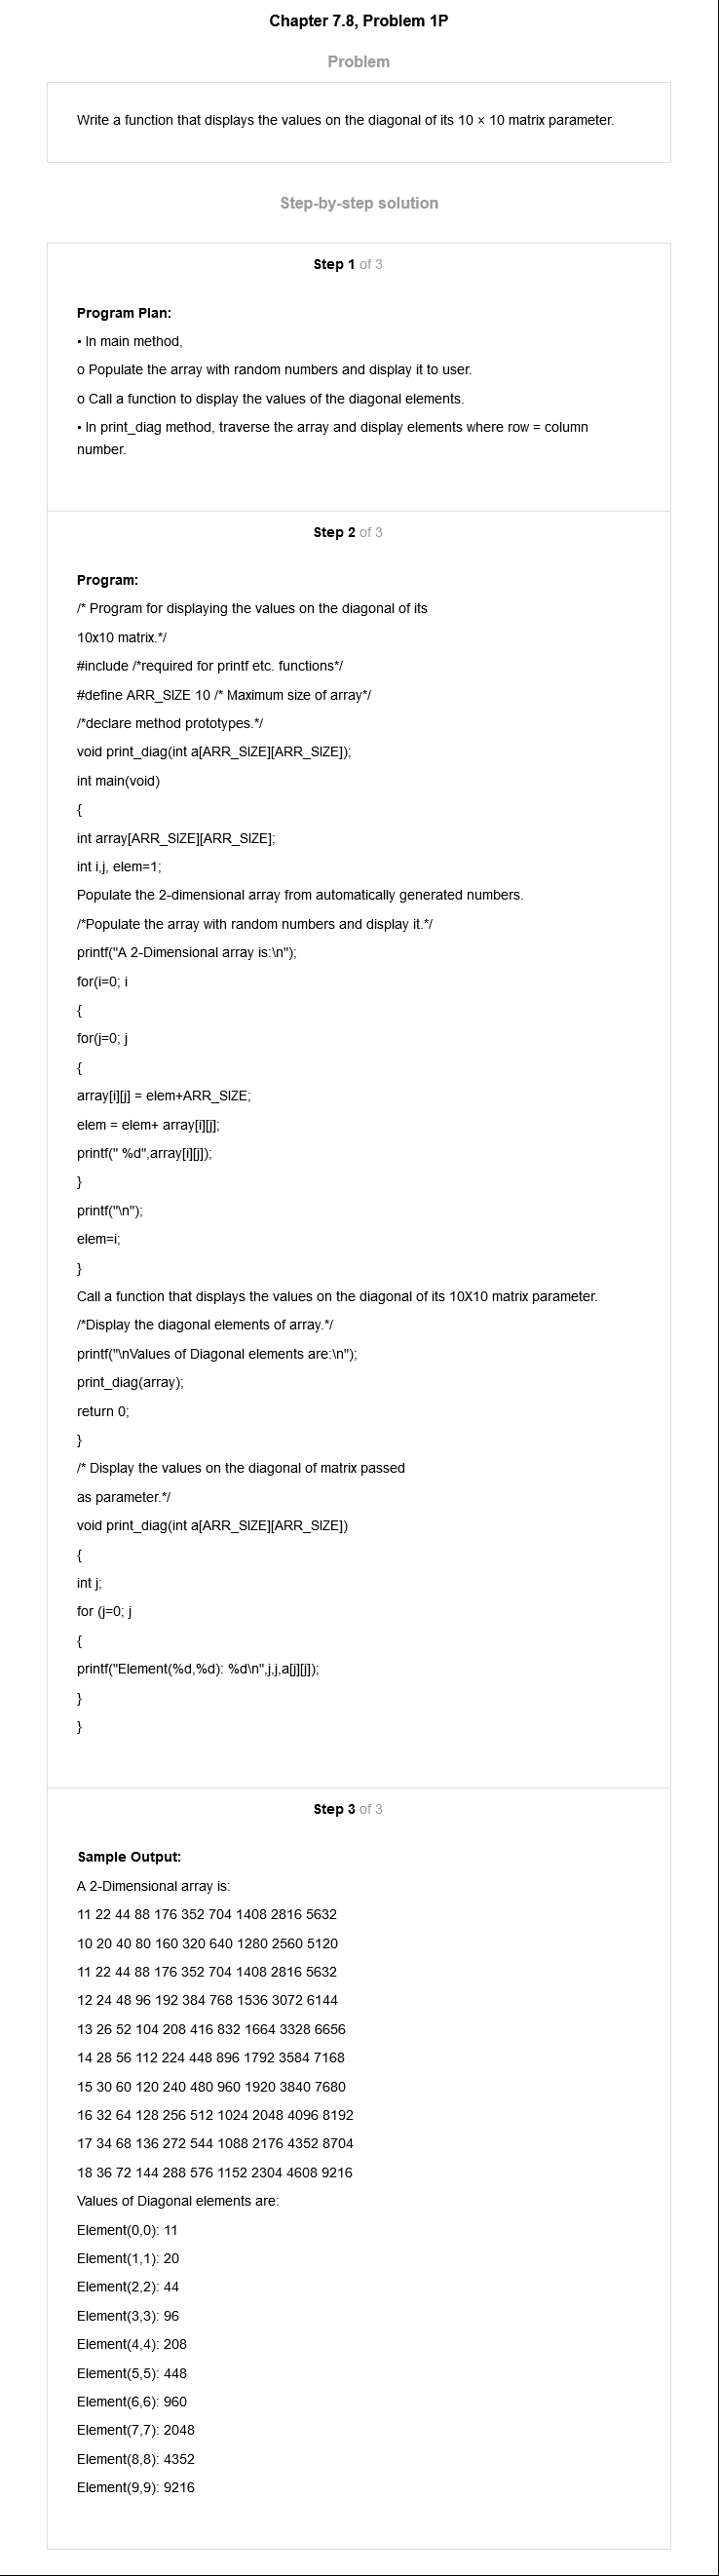 Chapter 7.8, Problem 1P
Problem
Write a function that displays the values on the diagonal of its 10 × 10 matrix parameter.
Step-by-step solution
Step 1 of 3
Program Plan:
• In main method,
o Populate the array with random numbers and display it to user.
o Call a function to display the values of the diagonal elements.
• In print_diag method, traverse the array and display elements where row = column
number.
Step 2 of 3
Program:
/* Program for displaying the values on the diagonal of its
10x10 matrix.*/
#include /*required for printf etc. functions*/
#define ARR_SIZE 10 /* Maximum size of array*/
/*declare method prototypes.*/
void print_diag(int a[ARR_SIZE][ARR_SIZE]);
int main(void)
{
int array[ARR_SIZE][ARR_SIZE];
int i,j, elem=1;
Populate the 2-dimensional array from automatically generated numbers.
/*Populate the array with random numbers and display it.*/
printf("A 2-Dimensional array is:\n");
for(i=0; i
{
for(j=0; j
{
array[i][j] = elem+ARR_SIZE;
elem = elem+ array[i][j];
printf(" %d",array[i][j]);
}
printf("\n");
elem=i;
}
Call a function that displays the values on the diagonal of its 10X10 matrix parameter.
/*Display the diagonal elements of array.*/
printf("\nValues of Diagonal elements are:\n");
print_diag(array);
return 0;
}
/* Display the values on the diagonal of matrix passed
as parameter.*/
void print_diag(int a[ARR_SIZE][ARR_SIZE])
{
int j;
for (j=0; j
{
printf("Element(%d,%d): %d\n",j,j,a[j][j]);
}
}
Step 3 of 3
Sample Output:
A 2-Dimensional array is:
11 22 44 88 176 352 704 1408 2816 5632
10 20 40 80 160 320 640 1280 2560 5120
11 22 44 88 176 352 704 1408 2816 5632
12 24 48 96 192 384 768 1536 3072 6144
13 26 52 104 208 416 832 1664 3328 6656
14 28 56 112 224 448 896 1792 3584 7168
15 30 60 120 240 480 960 1920 3840 7680
16 32 64 128 256 512 1024 2048 4096 8192
17 34 68 136 272 544 1088 2176 4352 8704
18 36 72 144 288 576 1152 2304 4608 9216
Values of Diagonal elements are:
Element(0,0): 11
Element(1,1): 20
Element(2,2): 44
Element(3,3): 96
Element(4,4): 208
Element(5,5): 448
Element(6,6): 960
Element(7,7): 2048
Element(8,8): 4352
Element(9,9): 9216